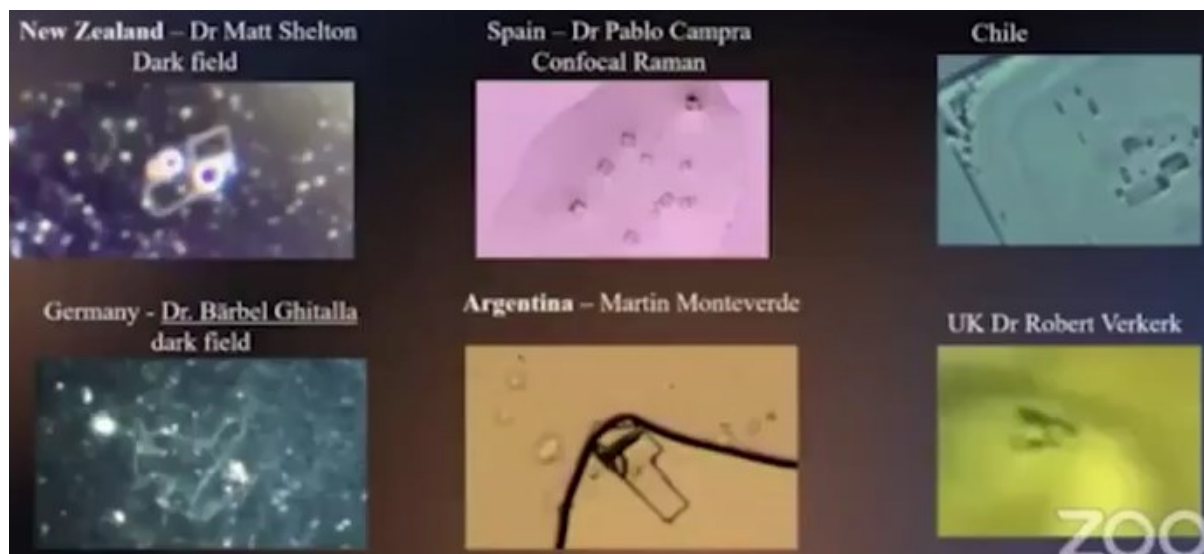 New Zealand – Dr Matt Shelton
Dark field
Spain – Dr Pablo Campra
Confocal Raman
Chile
Germany - Dr. Bärbel Ghitalla
dark field
Argentina – Martin Monteverde
UK Dr Robert Verkerk